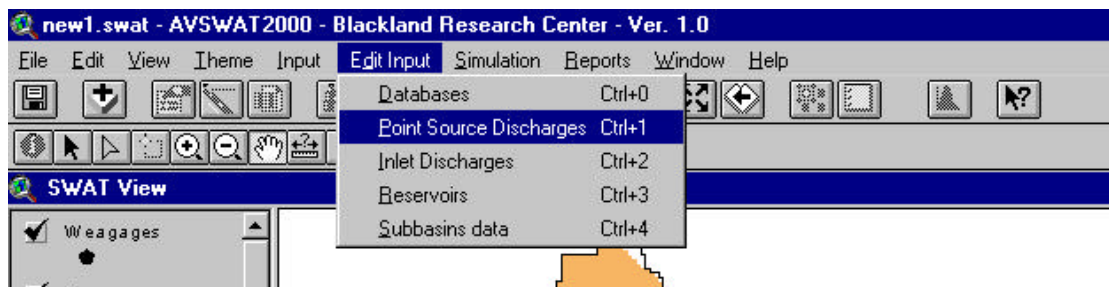 new1.swat - AVSWAT2000 - Blackland Research Center - Ver. 1.0
File Edit View Theme Input Edit Input Simulation Reports Window Help
Databases Ctrl+0
Point Source Discharges Ctrl+1
Inlet Discharges Ctrl+2
Reservoirs Ctrl+3
Subbasins data Ctrl+4
SWAT View
Weagages